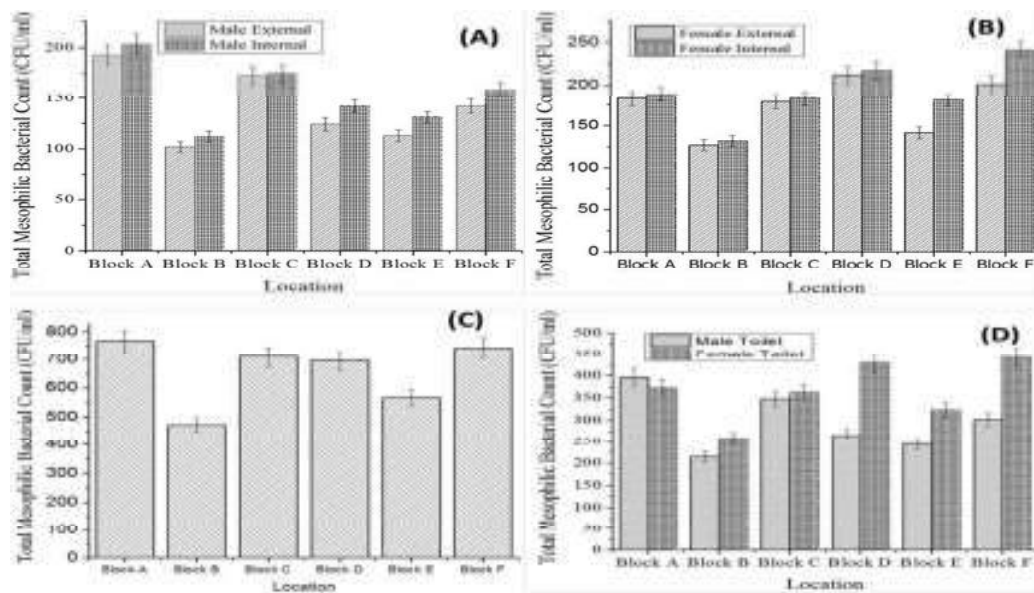 (A)
Male External
Male Internal
Total Mesophilic Bacterial Count (CFU/ml)
200
150
100
50
0
Block A Block B Block C Block D Block E Block F
Location
(B)
Female External
Female Internal
Total Mesophilic Bacterial Count (CFU/ml)
250
200
150
100
50
0
Block A Block B Block C Block D Block E Block F
Location
(C)
Total Mesophilic Bacterial Count (CFU/ml)
800
700
600
500
400
300
200
100
0
Block A Block B Block C Block D Block E Block F
Location
(D)
Male Toilet
Female Toilet
Total Mesophilic Bacterial Count (CFU/ml)
500
450
400
350
300
250
200
150
100
50
0
Block A Block B Block C Block D Block E Block F
Location